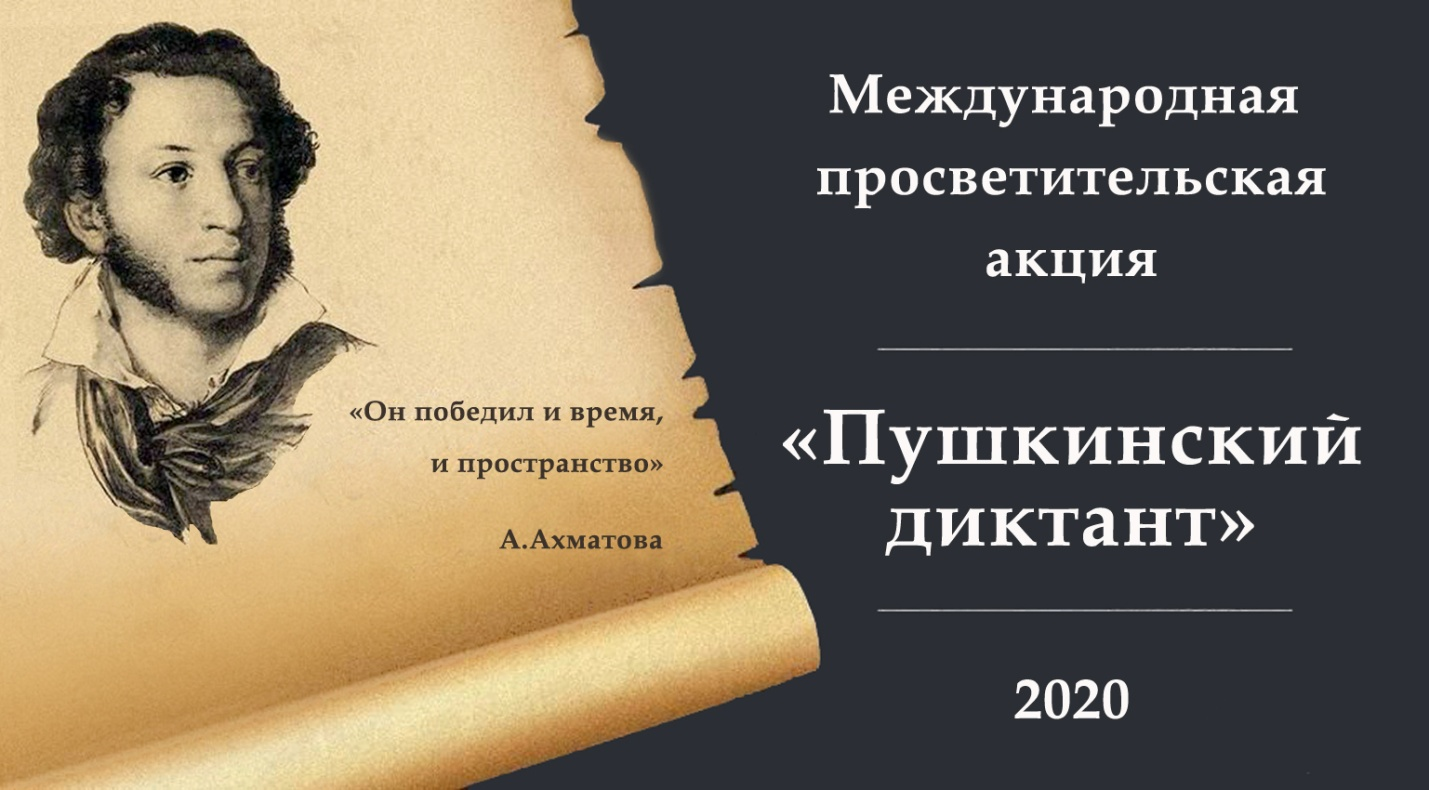 «Он победил и время,
и пространство»
А.Ахматова
Международная
просветительская
акция
«Пушкинский
диктант»
2020